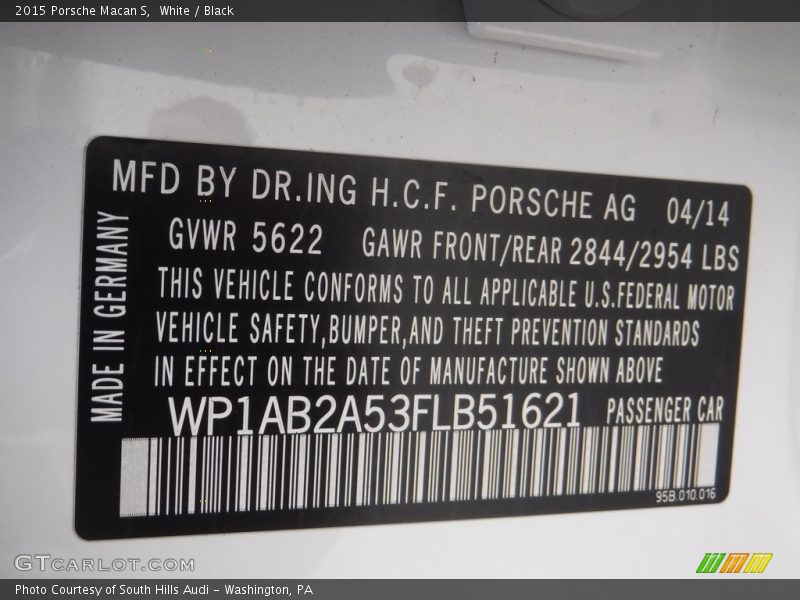 2015 Porsche Macan S, White / Black
MFD BY DR.ING H.C.F. PORSCHE AG 04/14
GVWR 5622 GAWR FRONT/REAR 2844/2954 LBS
THIS VEHICLE CONFORMS TO ALL APPLICABLE U.S.FEDERAL MOTOR
VEHICLE SAFETY,BUMPER,AND THEFT PREVENTION STANDARDS
IN EFFECT ON THE DATE OF MANUFACTURE SHOWN ABOVE
WP1AB2A53FLB51621 PASSENGER CAR
MADE IN GERMANY
95B.010.016
GTCARLOT.COM
Photo Courtesy of South Hills Audi - Washington, PA